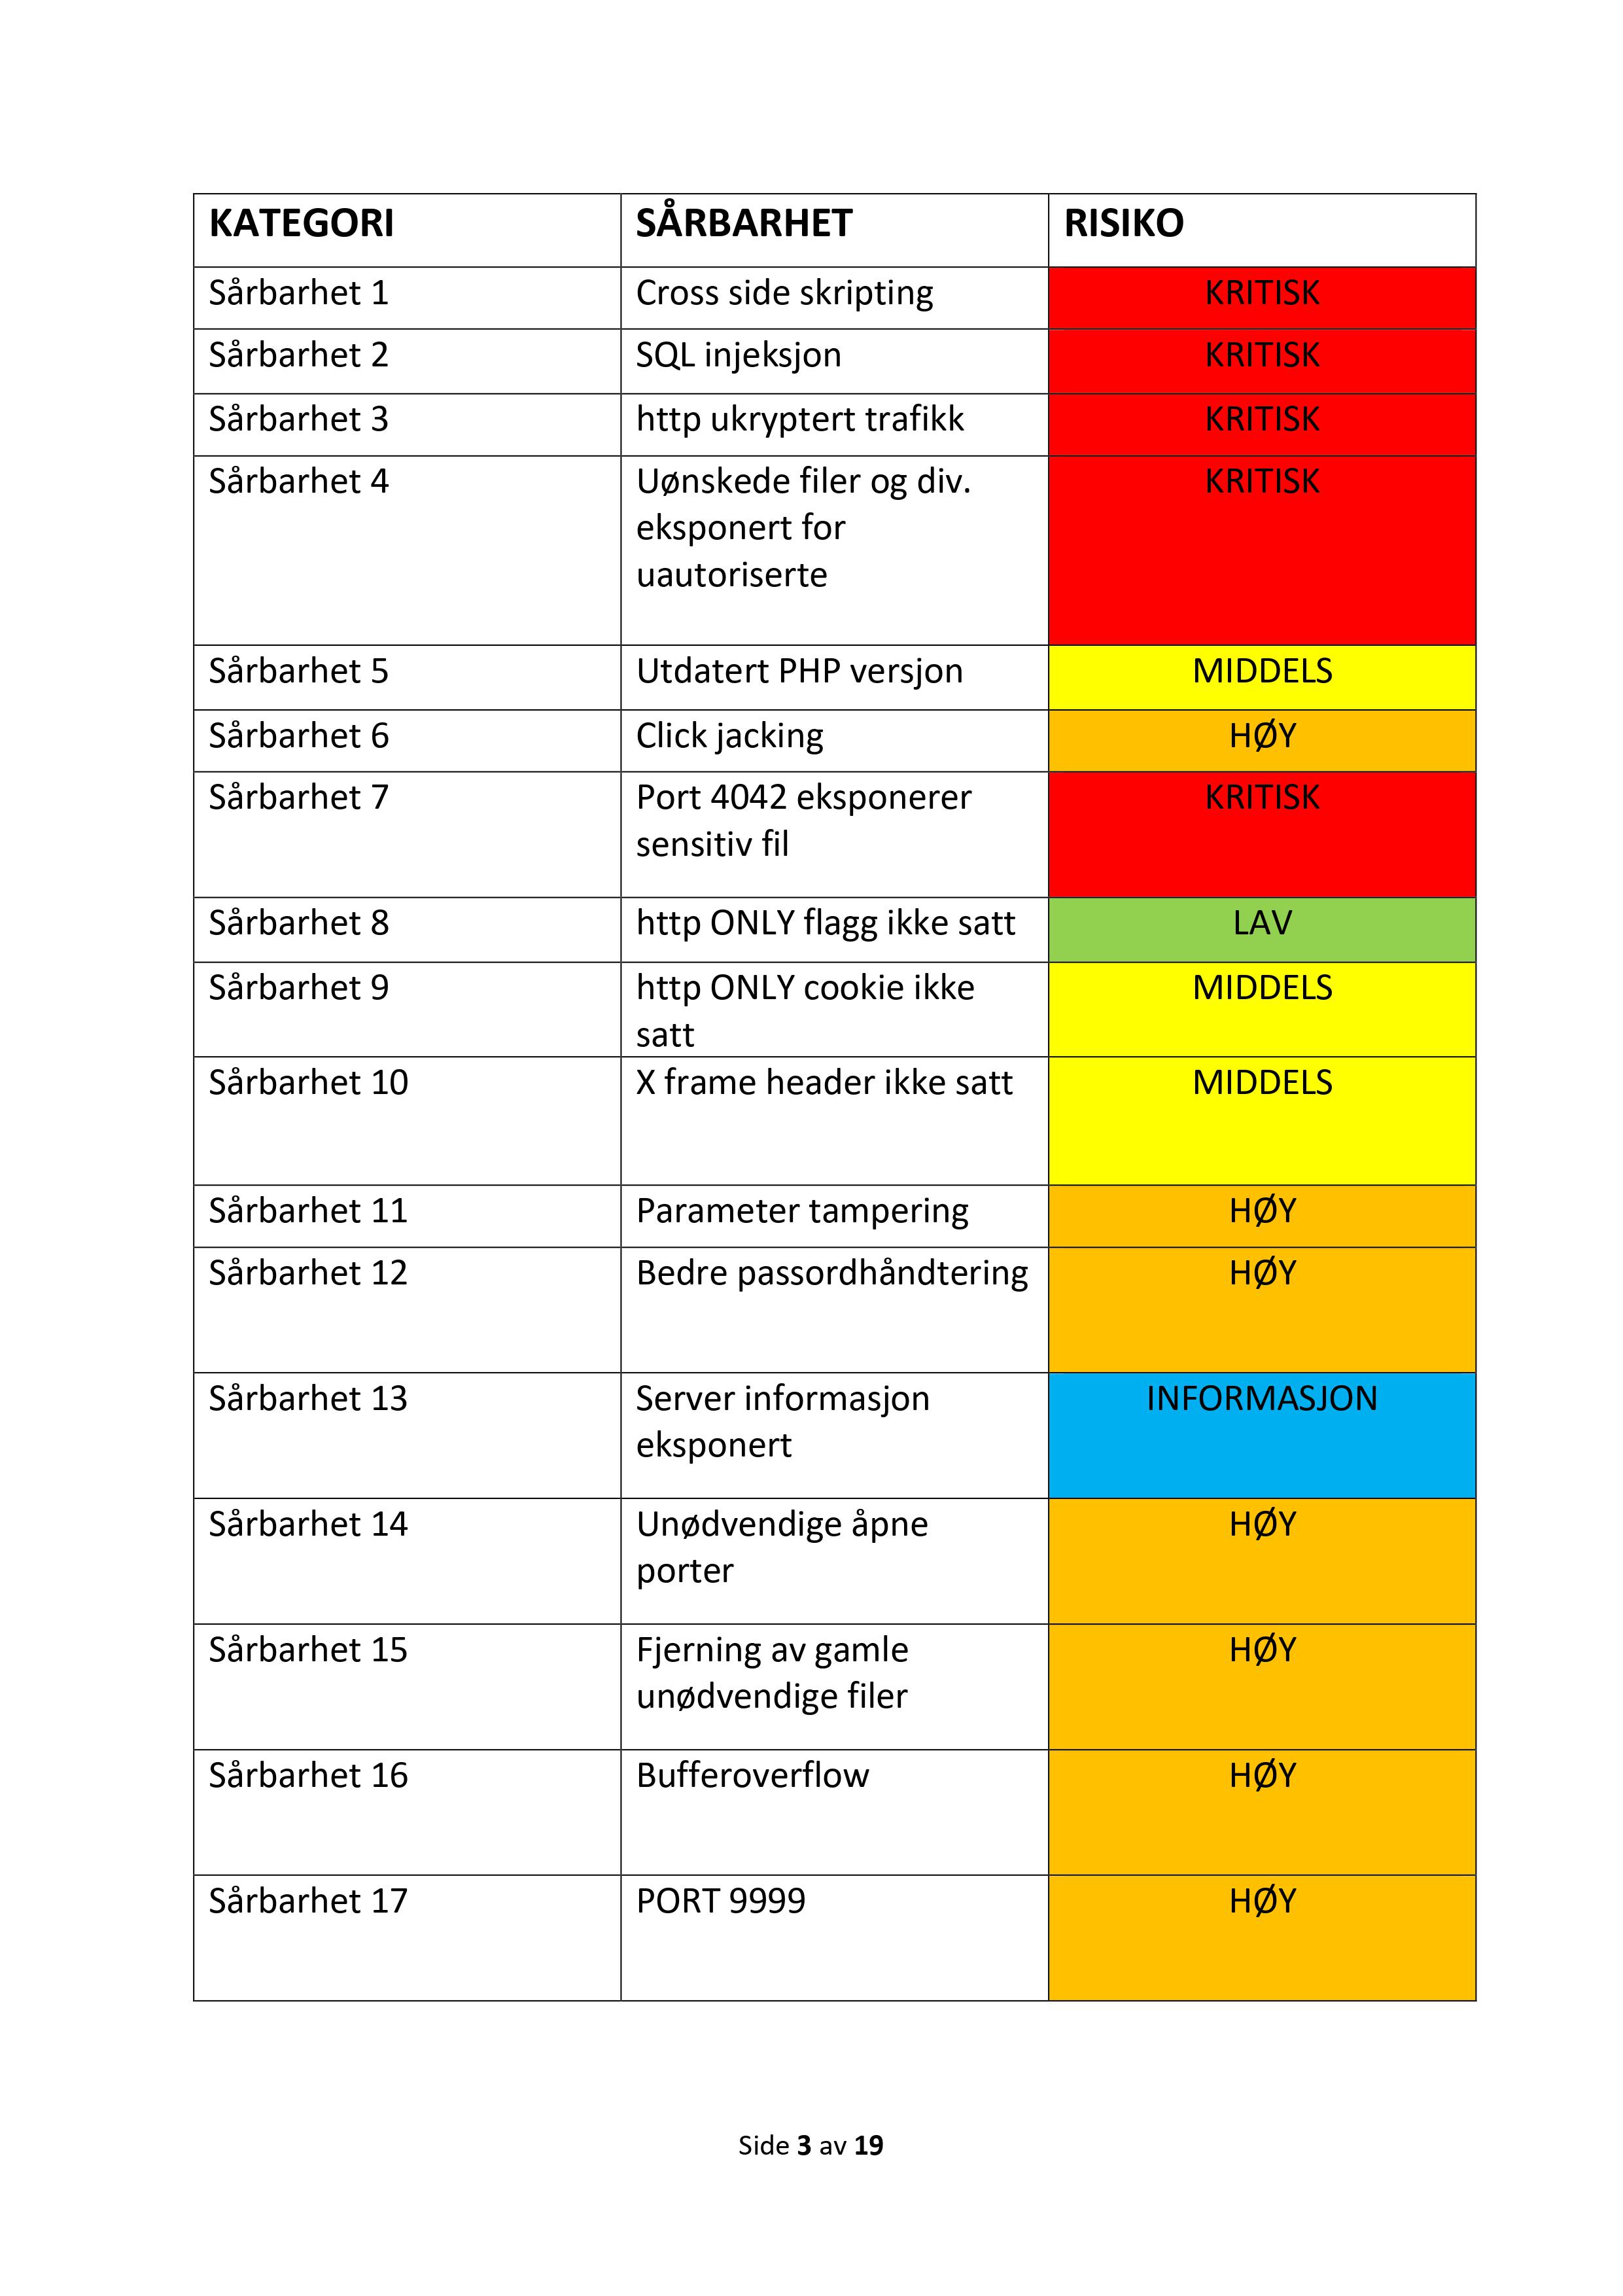 KATEGORI SÅRBARHET RISIKO
Sårbarhet 1 Cross side skripting KRITISK
Sårbarhet 2 SQL injeksjon KRITISK
Sårbarhet 3 http ukryptert trafikk KRITISK
Sårbarhet 4 Uønskede filer og div. KRITISK
eksponert for
uautoriserte
Sårbarhet 5 Utdatert PHP versjon MIDDELS
Sårbarhet 6 Click jacking HØY
Sårbarhet 7 Port 4042 eksponerer KRITISK
sensitiv fil
Sårbarhet 8 http ONLY flagg ikke satt LAV
Sårbarhet 9 http ONLY cookie ikke MIDDELS
satt
Sårbarhet 10 X frame header ikke satt MIDDELS
Sårbarhet 11 Parameter tampering HØY
Sårbarhet 12 Bedre passordhåndtering HØY
Sårbarhet 13 Server informasjon INFORMASJON
eksponert
Sårbarhet 14 Unødvendige åpne HØY
porter
Sårbarhet 15 Fjerning av gamle HØY
unødvendige filer
Sårbarhet 16 Bufferoverflow HØY
Sårbarhet 17 PORT 9999 HØY
Side 3 av 19